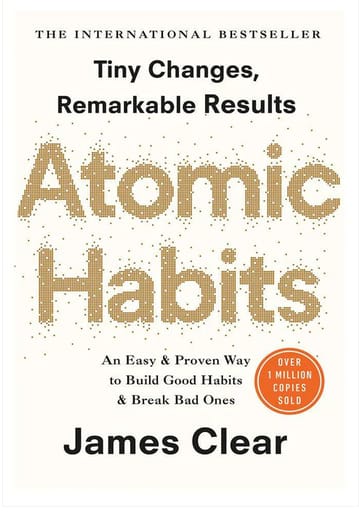 THE INTERNATIONAL BESTSELLER
Tiny Changes,
Remarkable Results
Atomic
Habits
An Easy & Proven Way
to Build Good Habits
& Break Bad Ones
OVER
1 MILLION
COPIES
SOLD
James Clear